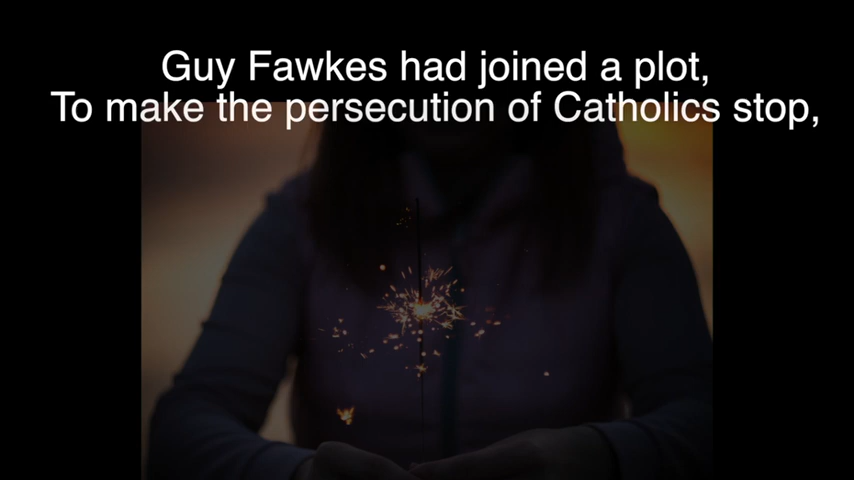 Guy Fawkes had joined a plot,
To make the persecution of Catholics stop,